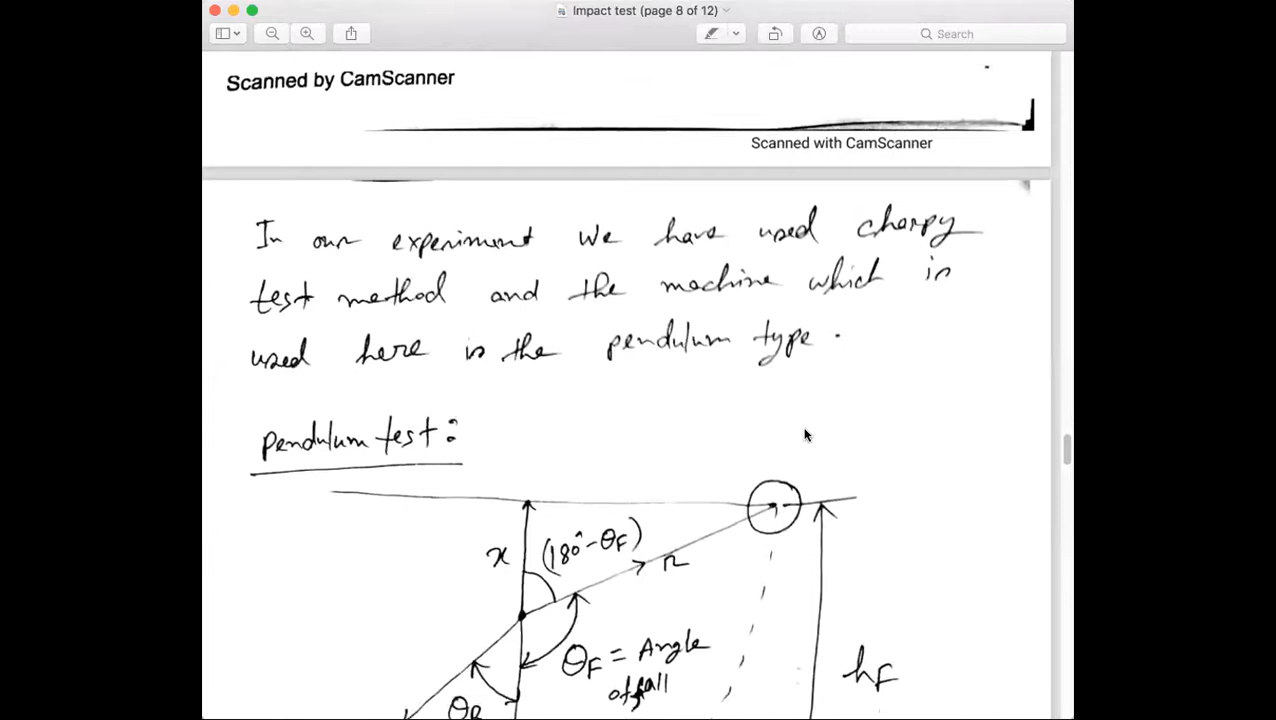 Impact test (page 8 of 12)
Search
Scanned by CamScanner
Scanned with CamScanner
In our experiment we have used charpy
test method and the machine which is
used here is the pendulum type.
Pendulum test:
x (180°-θF) r
θF = Angle
of fall
hF
θR